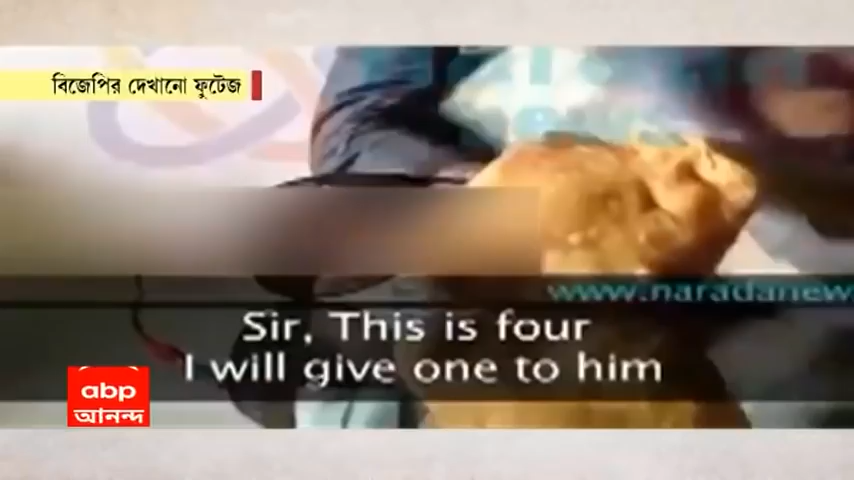 বিজেপির দেখানো ফুটেজ
www.naradanew
Sir, This is four
I will give one to him
abp
আনন্দ